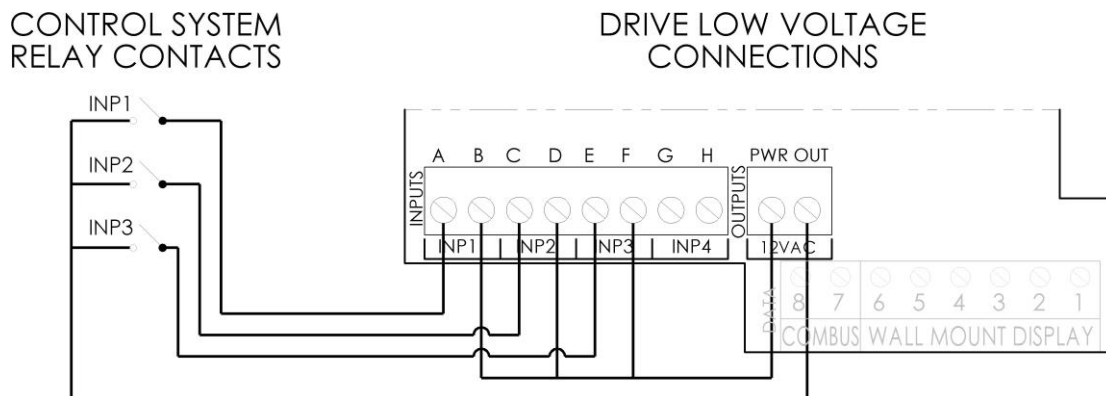 CONTROL SYSTEM
RELAY CONTACTS
DRIVE LOW VOLTAGE
CONNECTIONS
INP1
INP2
INP3
A B C D E F G H
PWR OUT
INPUTS
OUTPUTS
INP1 INP2 INP3 INP4
12VAC
DATA
8 7 6 5 4 3 2 1
COMBUS WALL MOUNT DISPLAY